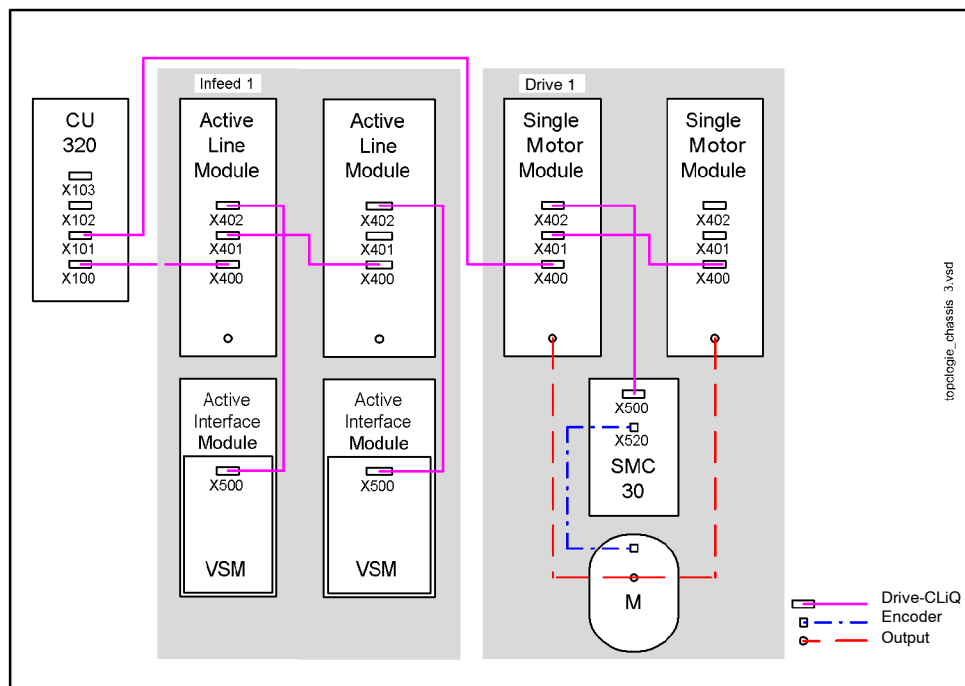 Infeed 1
Drive 1
CU
320
X103
X102
X101
X100
Active
Line
Module
X402
X401
X400
Active
Line
Module
X402
X401
X400
Single
Motor
Module
X402
X401
X400
Single
Motor
Module
X402
X401
X400
Active
Interface
Module
X500
VSM
Active
Interface
Module
X500
VSM
X500
X520
SMC
30
M
Drive-CLiQ
Encoder
Output
topologie_chassis_3.vsd